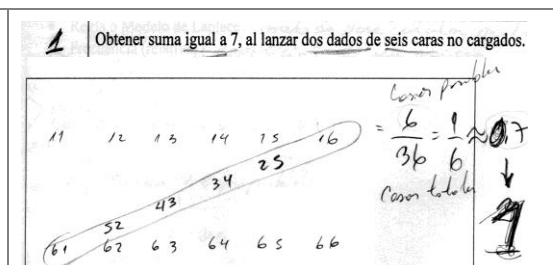 1 Obtener suma igual a 7, al lanzar dos dados de seis caras no cargados.
Casos posibles
11 12 13 14 15 16 = 6/36 = 1/6 ≈ 0.7
25
34
43
52
Casos totales
61 62 63 64 65 66